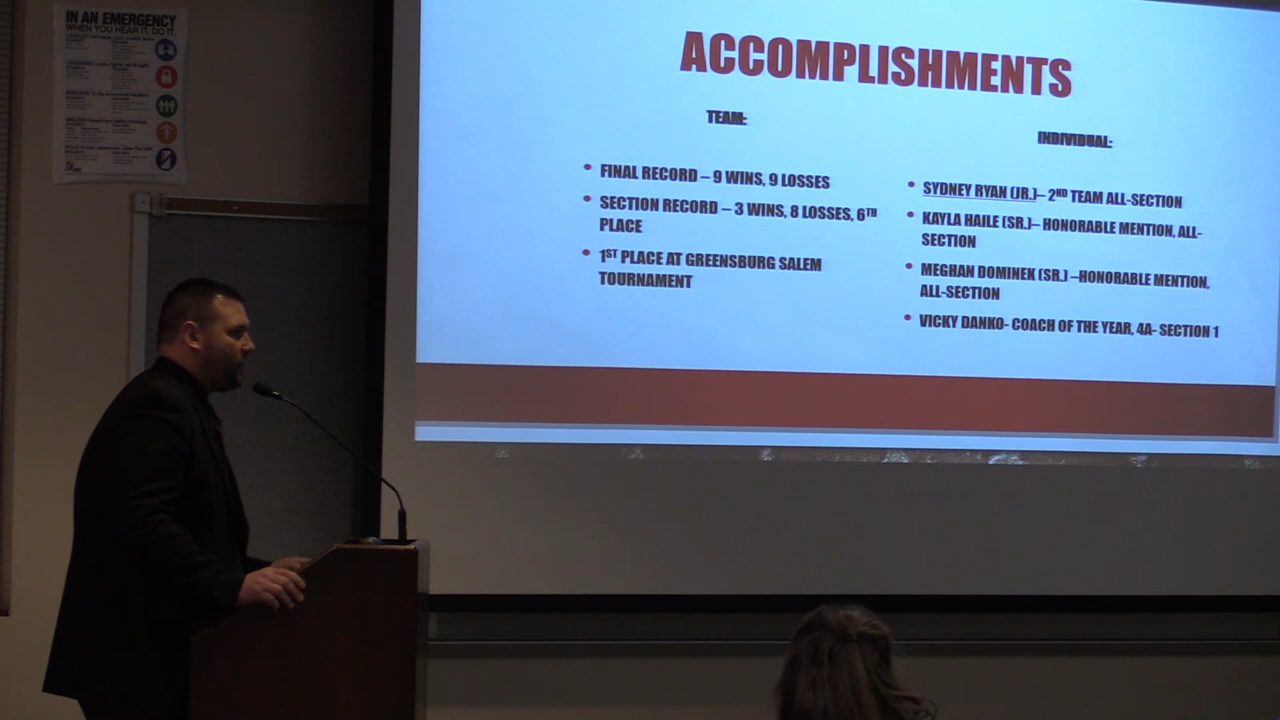 IN AN EMERGENCY
WHEN YOU HEAR IT. DO IT.
ACCOMPLISHMENTS
TEAM:
• FINAL RECORD – 9 WINS, 9 LOSSES
• SECTION RECORD – 3 WINS, 8 LOSSES, 6TH
PLACE
• 1ST PLACE AT GREENSBURG SALEM
TOURNAMENT
INDIVIDUAL:
• SYDNEY RYAN (JR.)– 2ND TEAM ALL-SECTION
• KAYLA HAILE (SR.)– HONORABLE MENTION, ALL-
SECTION
• MEGHAN DOMINEK (SR.) –HONORABLE MENTION,
ALL-SECTION
• VICKY DANKO- COACH OF THE YEAR, 4A- SECTION 1